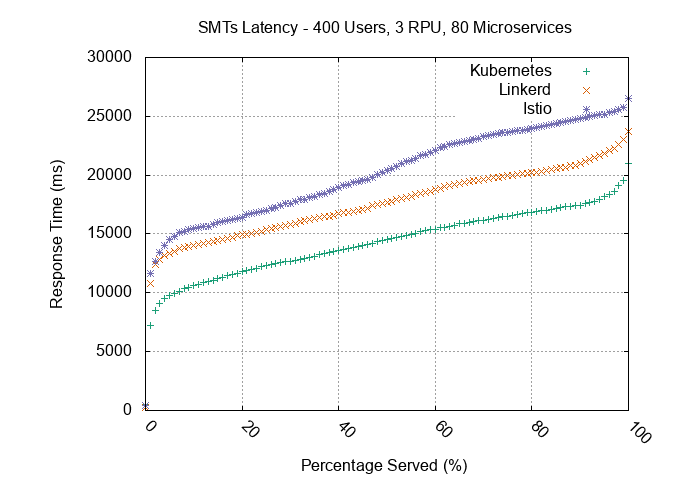 SMTs Latency - 400 Users, 3 RPU, 80 Microservices
30000
25000
20000
15000
10000
5000
0
Response Time (ms)
Kubernetes
Linkerd
Istio
0
20
40
60
80
100
Percentage Served (%)